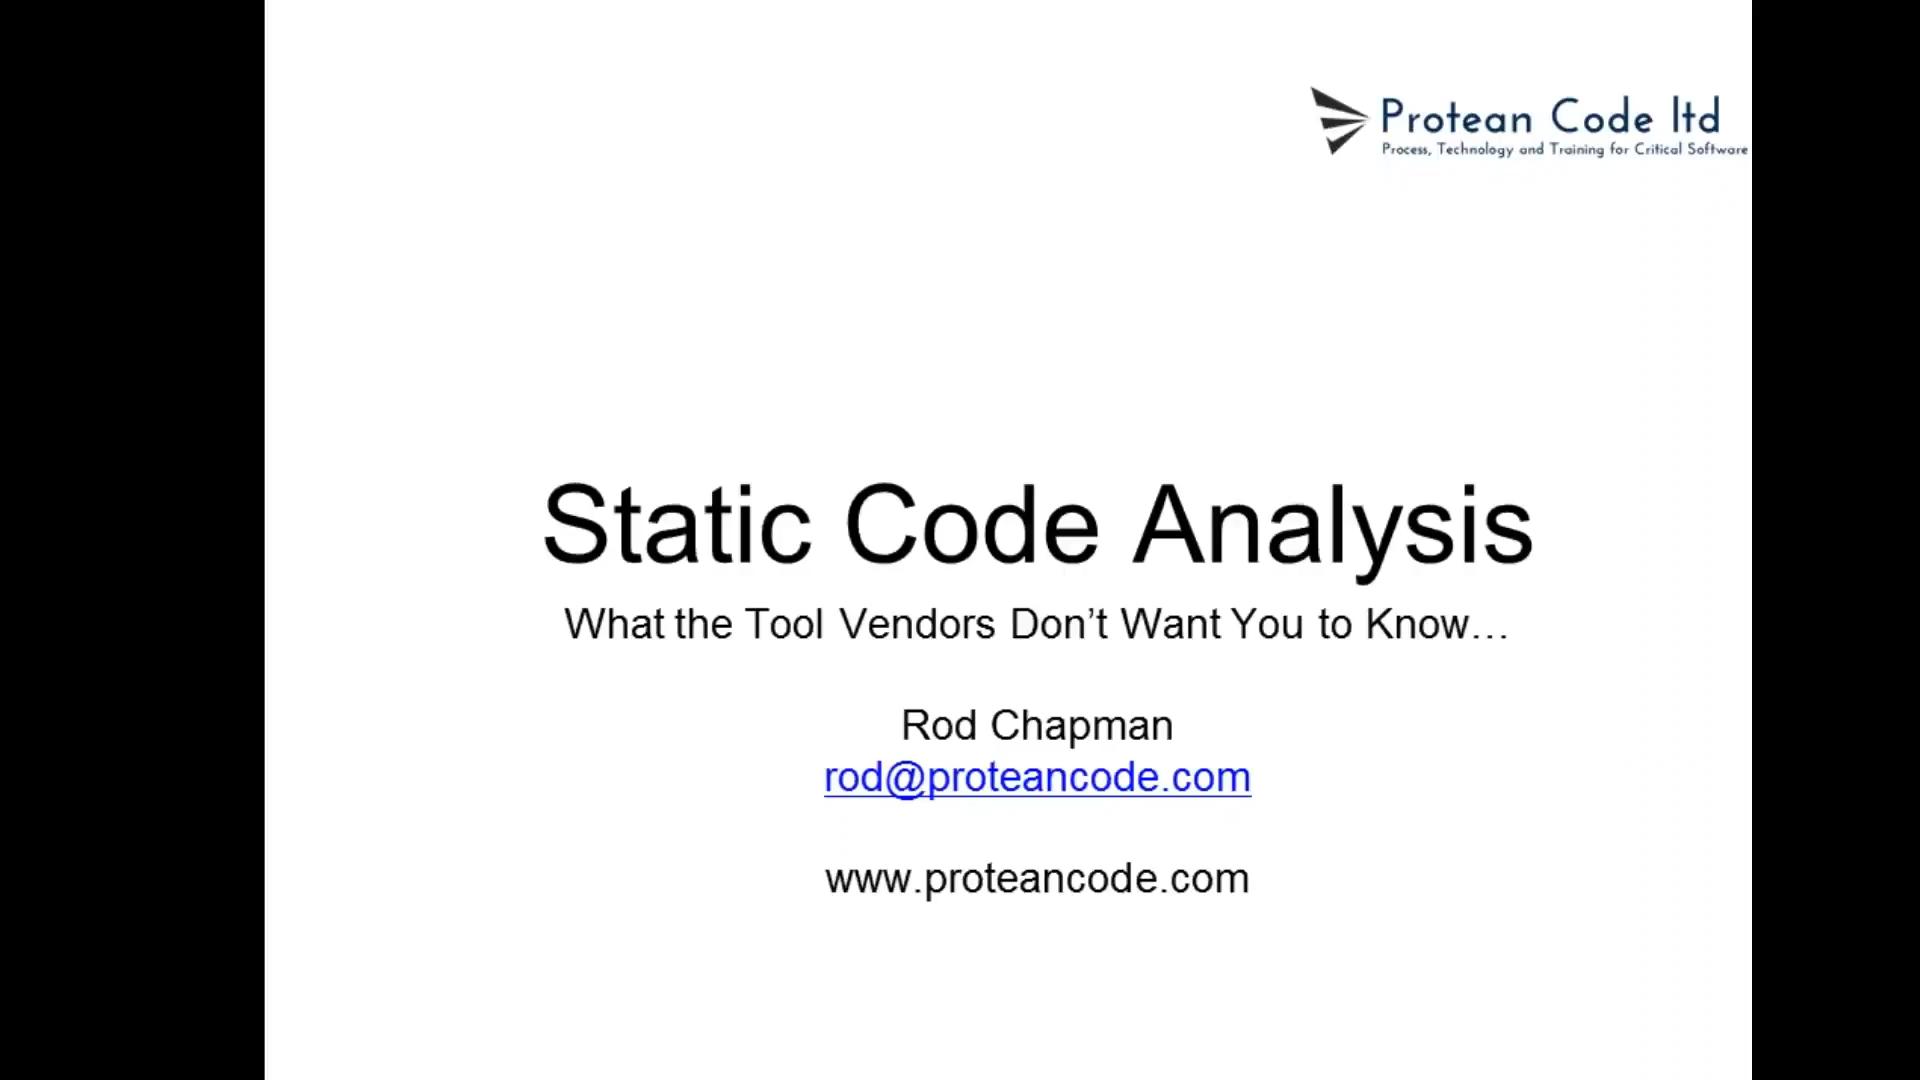 Protean Code ltd
Process, Technology and Training for Critical Software
Static Code Analysis
What the Tool Vendors Don’t Want You to Know…
Rod Chapman
rod@proteancode.com
www.proteancode.com